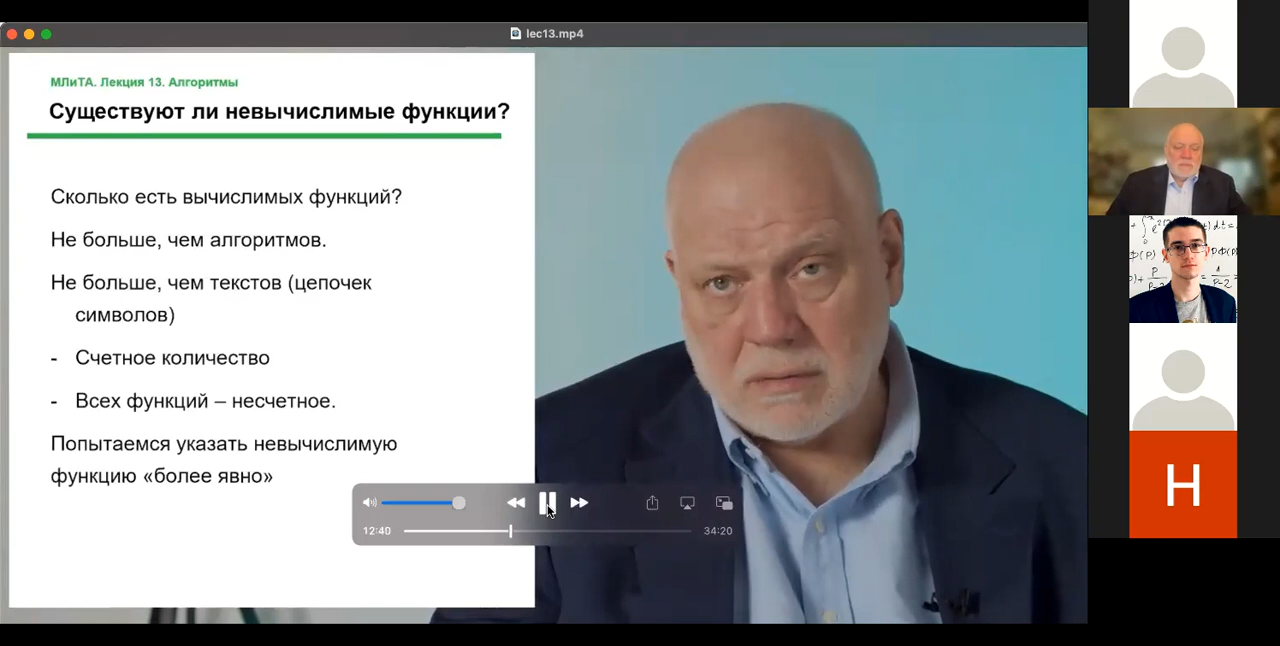 lec13.mp4
МЛиТА. Лекция 13. Алгоритмы
Существуют ли невычислимые функции?
Сколько есть вычислимых функций?
Не больше, чем алгоритмов.
Не больше, чем текстов (цепочек
символов)
- Счетное количество
- Всех функций – несчетное.
Попытаемся указать невычислимую
функцию «более явно»
12:40
34:20
H